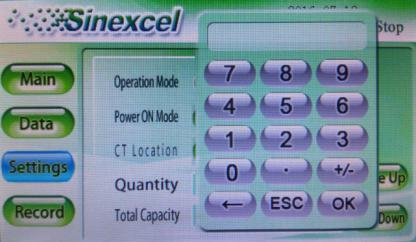 Sinexcel
Stop
Main
Data
Settings
Record
Operation Mode
Power ON Mode
CT Location
Quantity
Total Capacity
7 8 9
4 5 6
1 2 3
0 . +/-
← ESC OK
e Up
Down